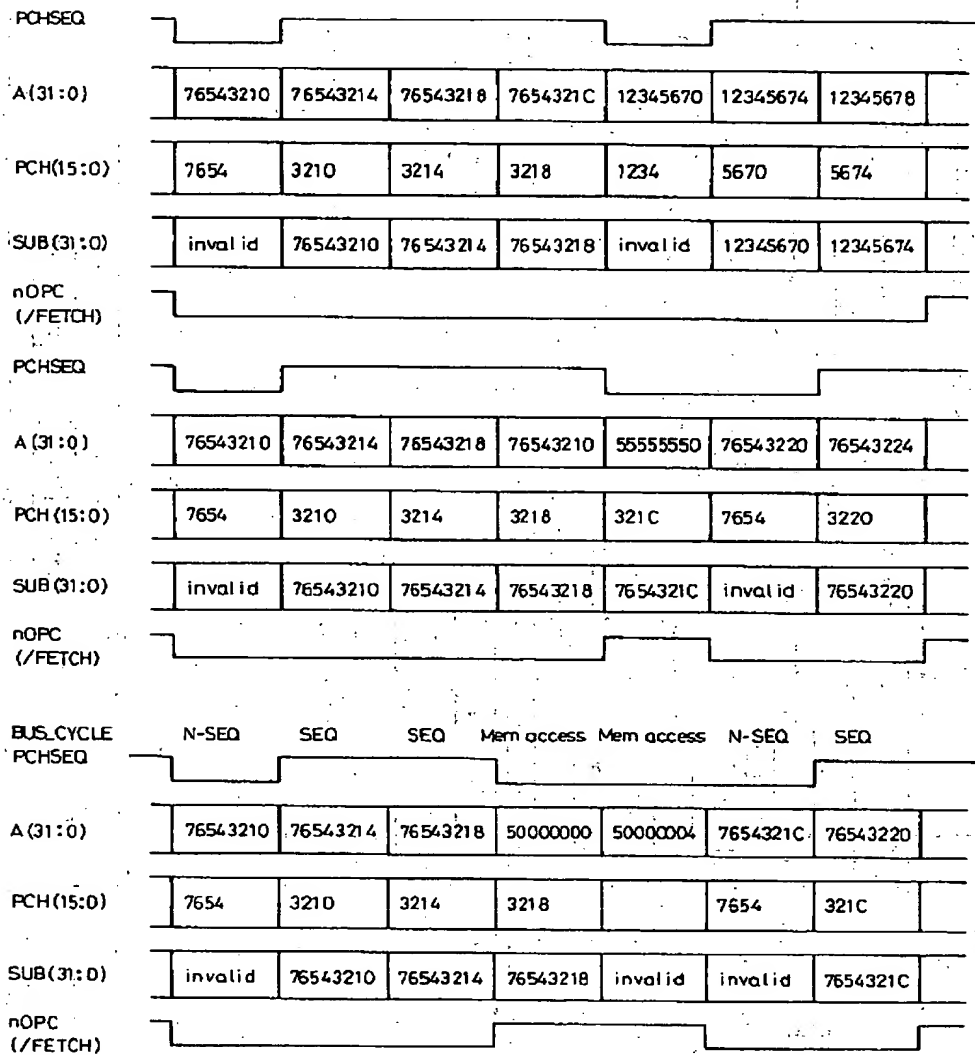 PCHSEQ
A(31:0) 76543210 76543214 76543218 7654321C 12345670 12345674 12345678
PCH(15:0) 7654 3210 3214 3218 1234 5670 5674
SUB(31:0) invalid 76543210 76543214 76543218 invalid 12345670 12345674
nOPC
(/FETCH)
PCHSEQ
A(31:0) 76543210 76543214 76543218 76543210 55555550 76543220 76543224
PCH(15:0) 7654 3210 3214 3218 321C 7654 3220
SUB(31:0) invalid 76543210 76543214 76543218 7654321C invalid 76543220
nOPC
(/FETCH)
BUS_CYCLE N-SEQ SEQ SEQ Mem access Mem access N-SEQ SEQ
PCHSEQ
A(31:0) 76543210 76543214 76543218 50000000 50000004 7654321C 76543220
PCH(15:0) 7654 3210 3214 3218 7654 321C
SUB(31:0) invalid 76543210 76543214 76543218 invalid invalid 7654321C
nOPC
(/FETCH)